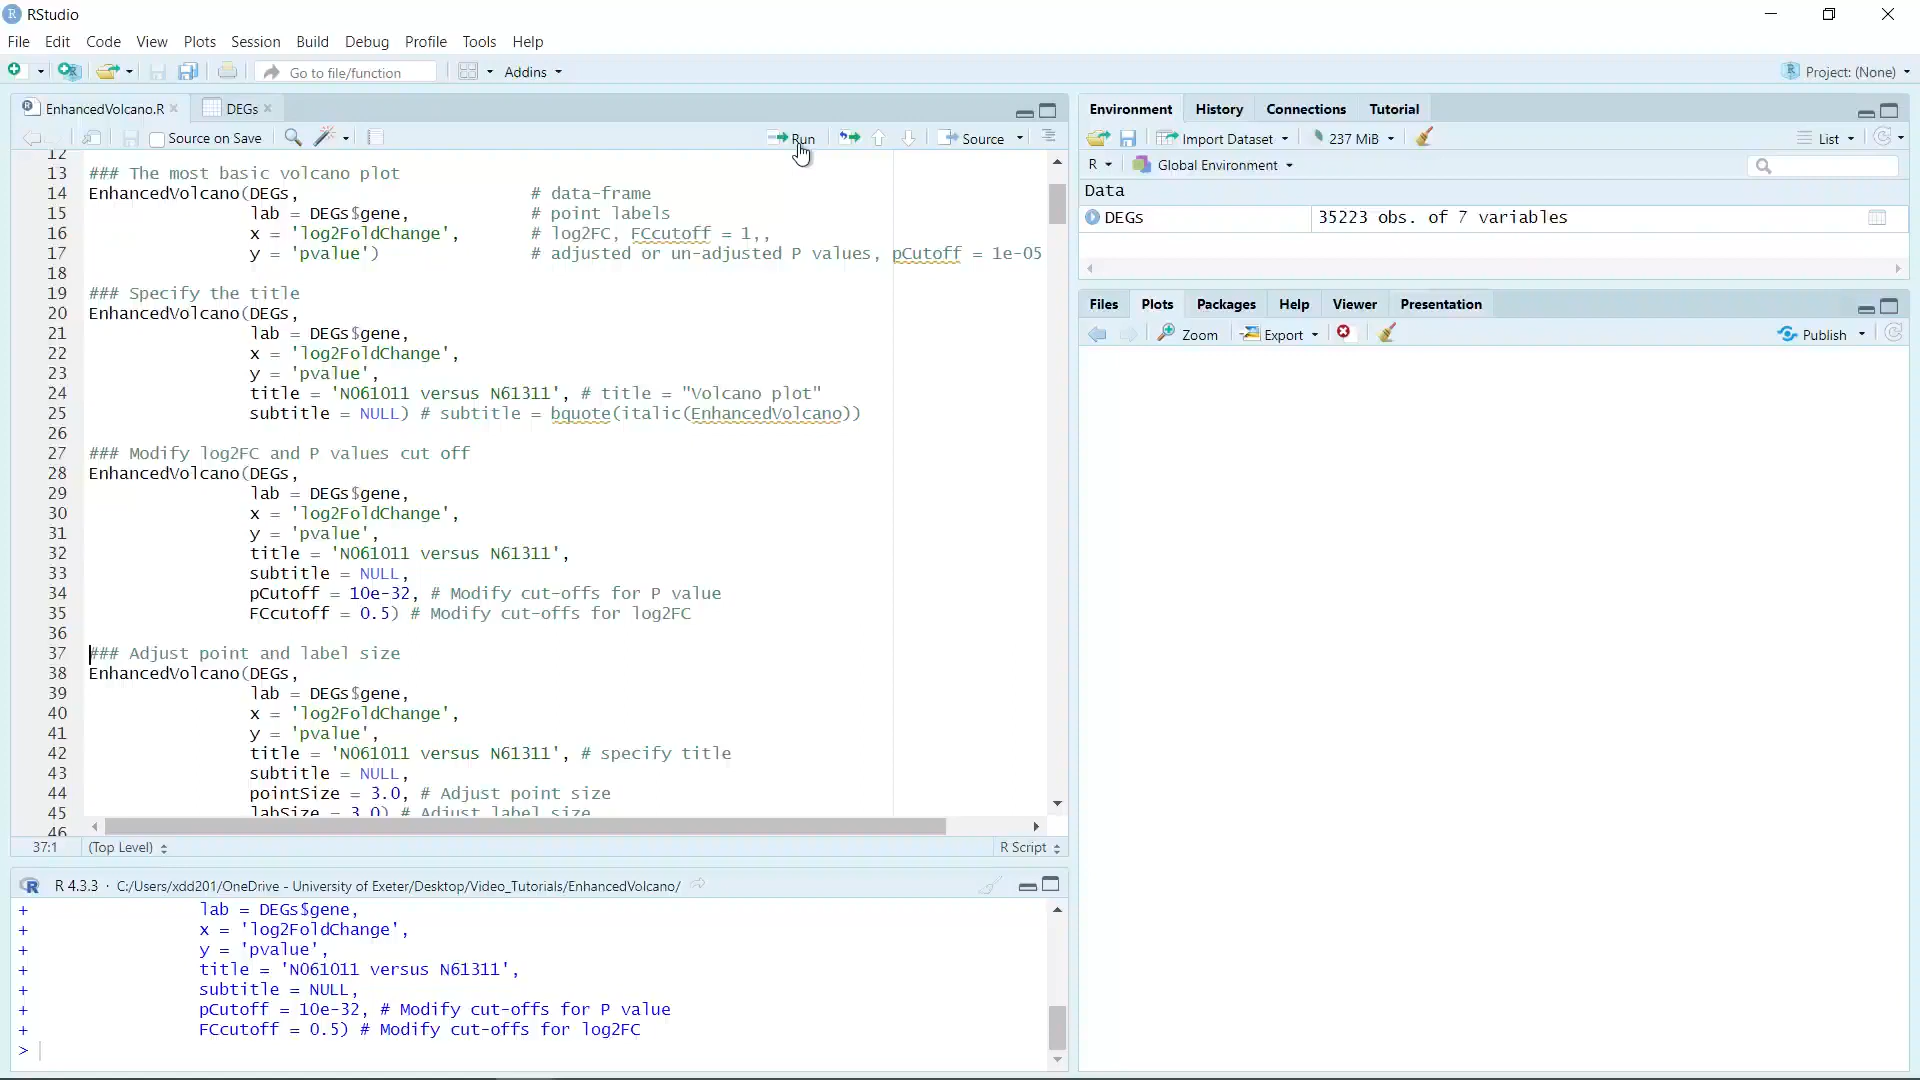 RStudio
File Edit Code View Plots Session Build Debug Profile Tools Help
Go to file/function Addins Project: (None)
EnhancedVolcano.R DEGs
Source on Save Run Source
12
13 ### The most basic volcano plot
14 EnhancedVolcano(DEGs, # data-frame
15 lab = DEGs$gene, # point labels
16 x = 'log2FoldChange', # log2FC, FCcutoff = 1,,
17 y = 'pvalue') # adjusted or un-adjusted P values, pCutoff = 1e-05
18
19 ### Specify the title
20 EnhancedVolcano(DEGs,
21 lab = DEGs$gene,
22 x = 'log2FoldChange',
23 y = 'pvalue',
24 title = 'N061011 versus N61311', # title = "Volcano plot"
25 subtitle = NULL) # subtitle = bquote(italic(EnhancedVolcano))
26
27 ### Modify log2FC and P values cut off
28 EnhancedVolcano(DEGs,
29 lab = DEGs$gene,
30 x = 'log2FoldChange',
31 y = 'pvalue',
32 title = 'N061011 versus N61311',
33 subtitle = NULL,
34 pCutoff = 10e-32, # Modify cut-offs for P value
35 FCcutoff = 0.5) # Modify cut-offs for log2FC
36
37 ### Adjust point and label size
38 EnhancedVolcano(DEGs,
39 lab = DEGs$gene,
40 x = 'log2FoldChange',
41 y = 'pvalue',
42 title = 'N061011 versus N61311', # specify title
43 subtitle = NULL,
44 pointSize = 3.0, # Adjust point size
45 labSize = 3.0) # Adjust label size
46
37:1 (Top Level) R Script
R 4.3.3 · C:/Users/xdd201/OneDrive - University of Exeter/Desktop/Video_Tutorials/EnhancedVolcano/
+ lab = DEGs$gene,
+ x = 'log2FoldChange',
+ y = 'pvalue',
+ title = 'N061011 versus N61311',
+ subtitle = NULL,
+ pCutoff = 10e-32, # Modify cut-offs for P value
+ FCcutoff = 0.5) # Modify cut-offs for log2FC
>
Environment History Connections Tutorial
Import Dataset 237 MiB List
R Global Environment
Data
DEGs 35223 obs. of 7 variables
Files Plots Packages Help Viewer Presentation
Zoom Export Publish